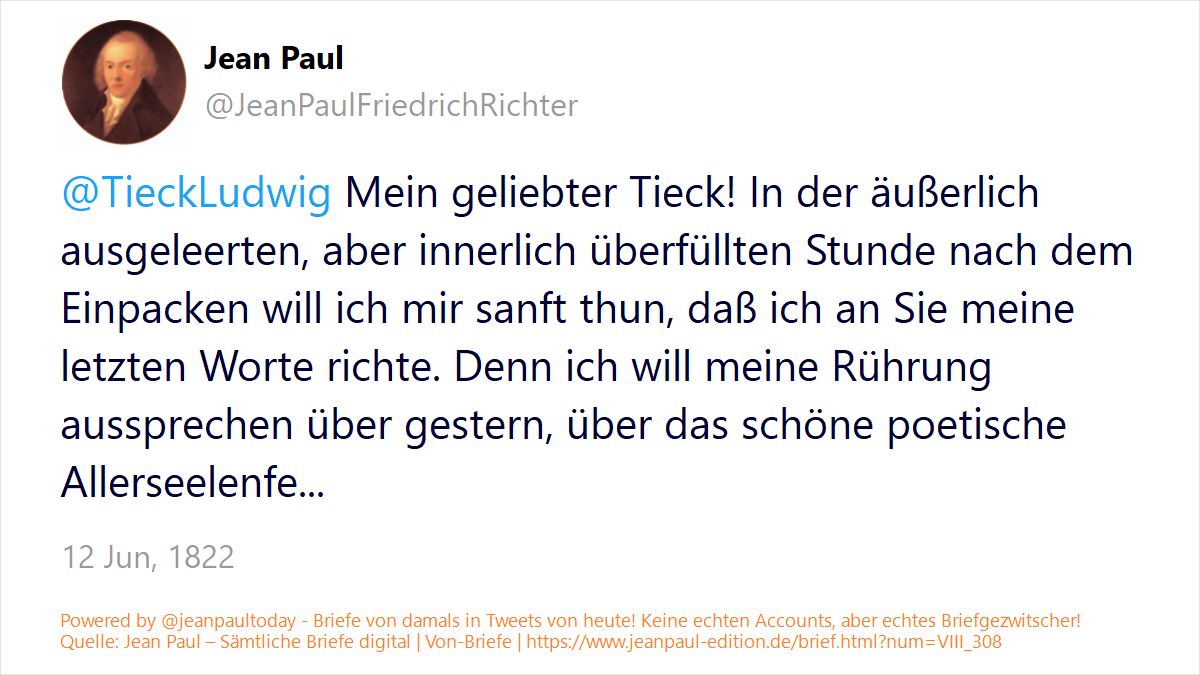 Jean Paul
@JeanPaulFriedrichRichter
@TieckLudwig Mein geliebter Tieck! In der äußerlich
ausgeleerten, aber innerlich überfüllten Stunde nach dem
Einpacken will ich mir sanft thun, daß ich an Sie meine
letzten Worte richte. Denn ich will meine Rührung
aussprechen über gestern, über das schöne poetische
Allerseelenfe...
12 Jun, 1822
Powered by @jeanpaultoday - Briefe von damals in Tweets von heute! Keine echten Accounts, aber echtes Briefgezwitscher!
Quelle: Jean Paul – Sämtliche Briefe digital | Von-Briefe | https://www.jeanpaul-edition.de/brief.html?num=VIII_308